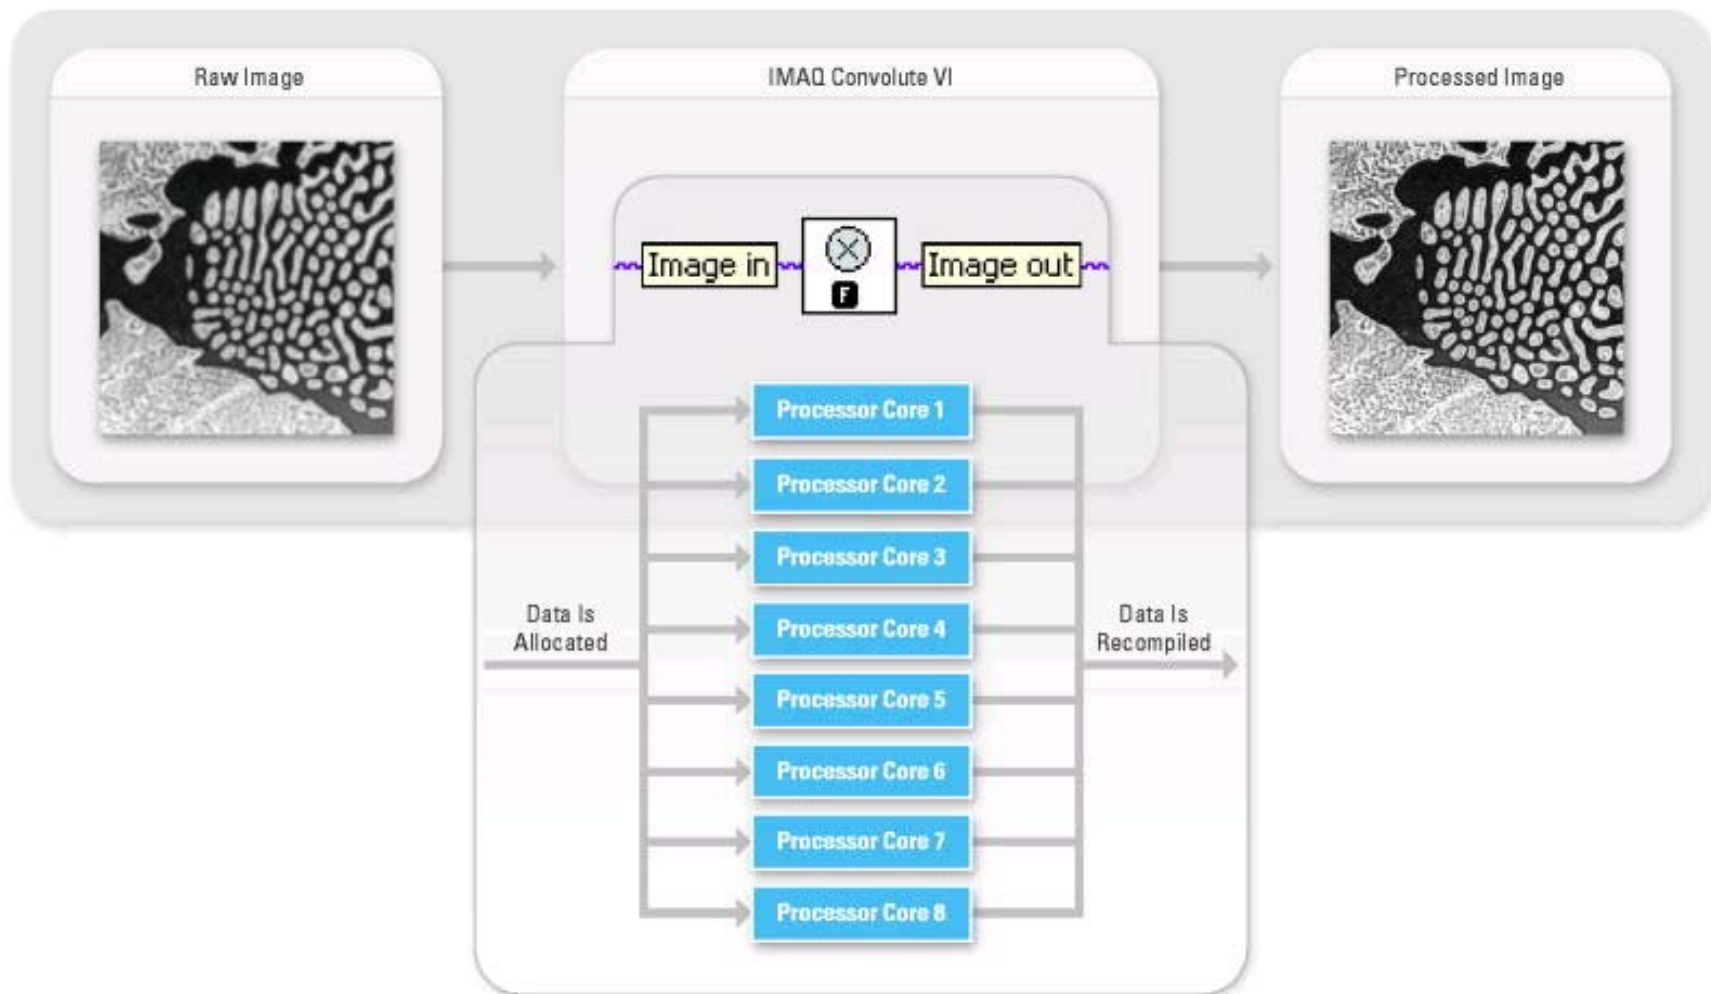 Raw Image
IMAQ Convolute VI
Processed Image
Image in
F
Image out
Processor Core 1
Processor Core 2
Processor Core 3
Processor Core 4
Processor Core 5
Processor Core 6
Processor Core 7
Processor Core 8
Data Is
Allocated
Data Is
Recompiled